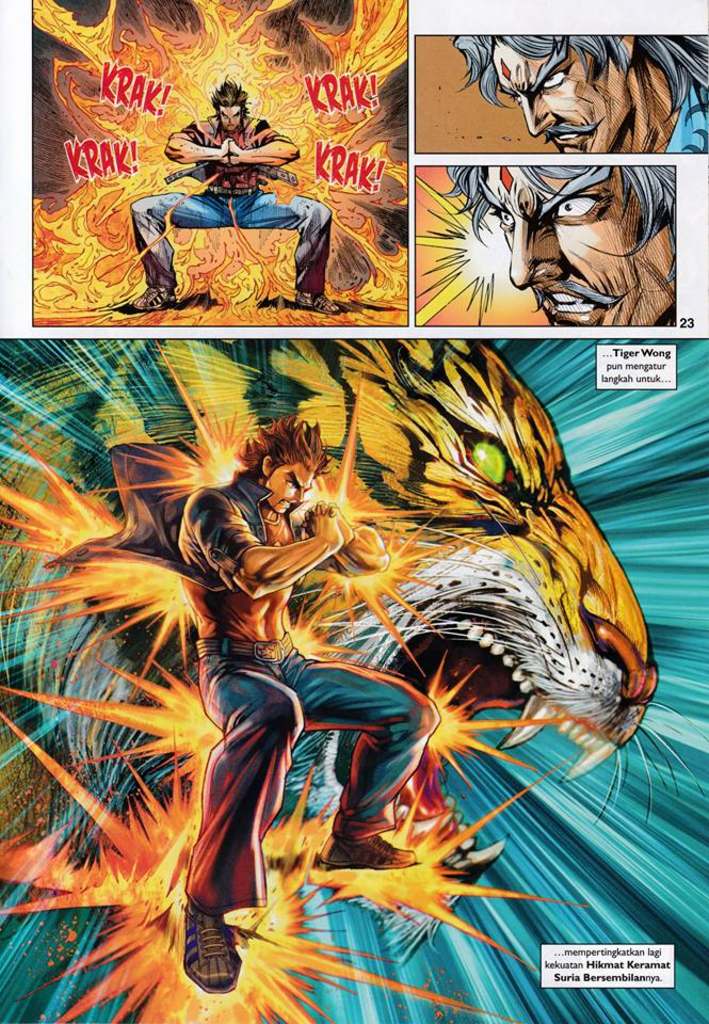 KRAK!
KRAK!
KRAK!
KRAK!
23
...Tiger Wong
pun mengatur
langkah untuk...
...mempertingkatkan lagi
kekuatan Hikmat Keramat
Suria Bersembilannya.